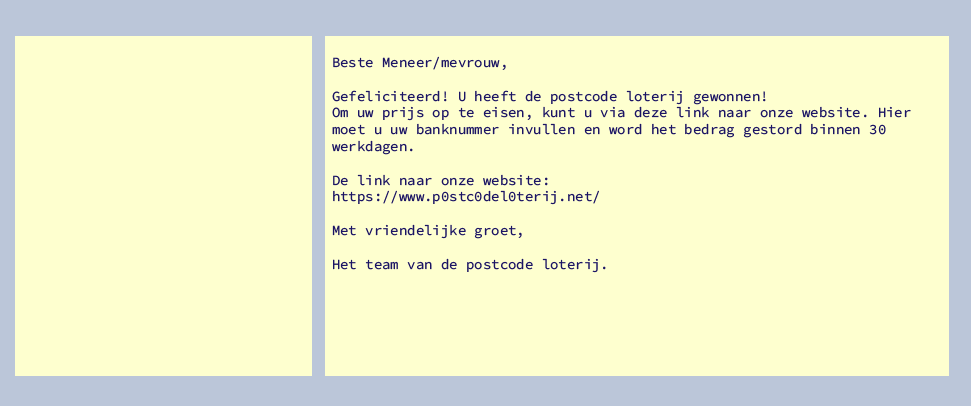 Beste Meneer/mevrouw,
Gefeliciteerd! U heeft de postcode loterij gewonnen!
Om uw prijs op te eisen, kunt u via deze link naar onze website. Hier
moet u uw banknummer invullen en word het bedrag gestord binnen 30
werkdagen.
De link naar onze website:
https://www.p0stc0del0terij.net/
Met vriendelijke groet,
Het team van de postcode loterij.